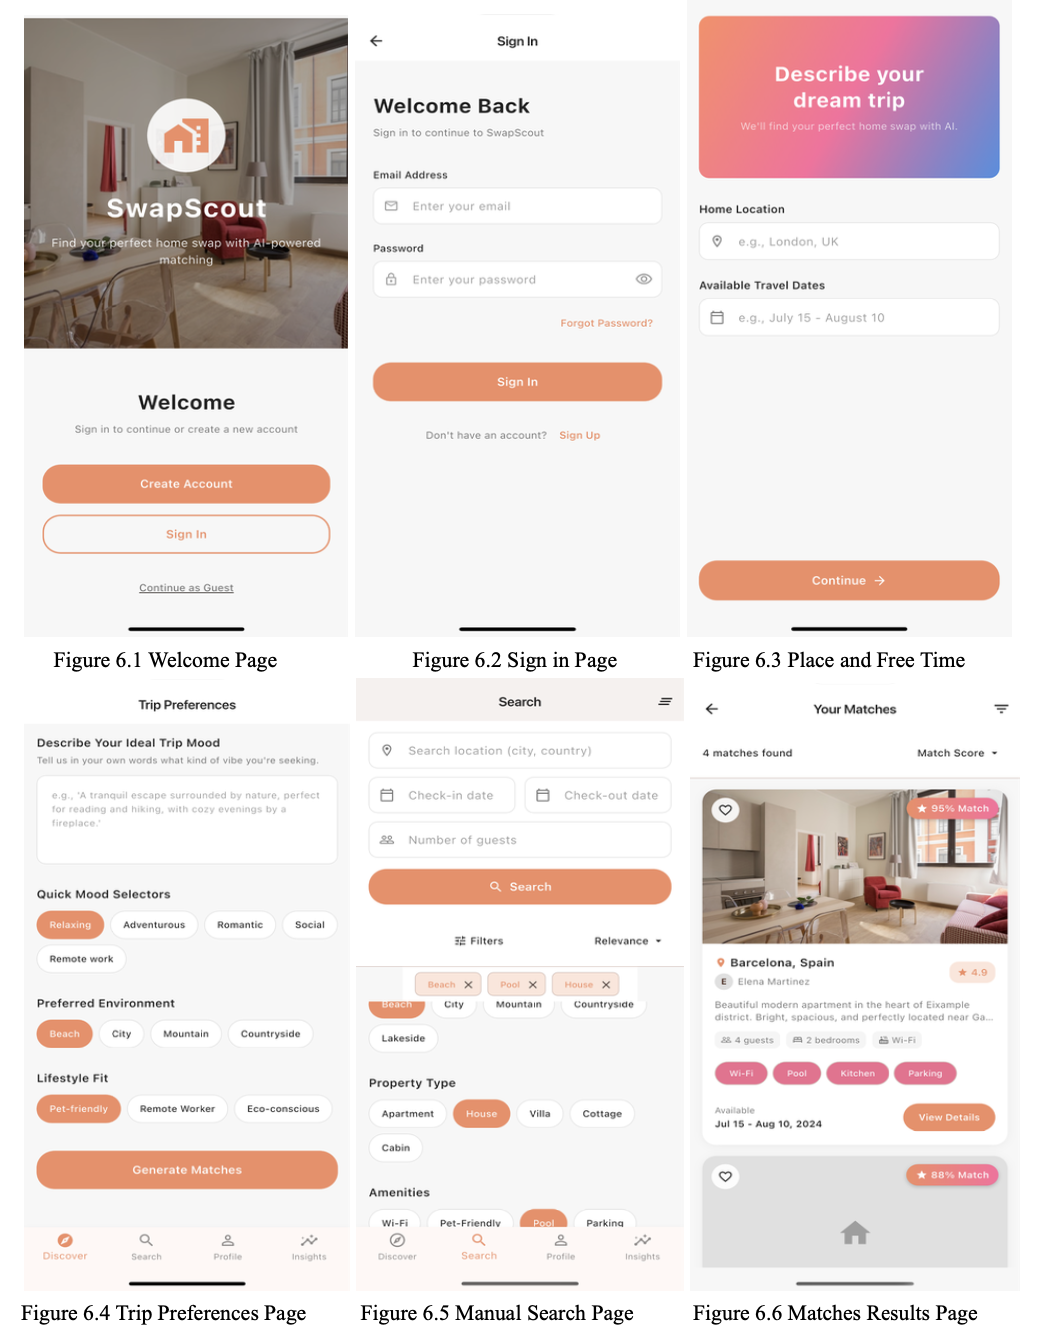 SwapScout
Find your perfect home swap with AI-powered
matching
Welcome
Sign in to continue or create a new account
Create Account
Sign In
Continue as Guest
Figure 6.1 Welcome Page
Sign In
Welcome Back
Sign in to continue to SwapScout
Email Address
Enter your email
Password
Enter your password
Forgot Password?
Sign In
Don't have an account? Sign Up
Figure 6.2 Sign in Page
Describe your
dream trip
We'll find your perfect home swap with AI.
Home Location
e.g., London, UK
Available Travel Dates
e.g., July 15 - August 10
Continue →
Figure 6.3 Place and Free Time
Trip Preferences
Describe Your Ideal Trip Mood
Tell us in your own words what kind of vibe you're seeking.
e.g., 'A tranquil escape surrounded by nature, perfect
for reading and hiking, with cozy evenings by a
fireplace.'
Quick Mood Selectors
Relaxing Adventurous Romantic Social
Remote work
Preferred Environment
Beach City Mountain Countryside
Lifestyle Fit
Pet-friendly Remote Worker Eco-conscious
Generate Matches
Discover Search Profile Insights
Figure 6.4 Trip Preferences Page
Search
Search location (city, country)
Check-in date Check-out date
Number of guests
Search
Filters Relevance
Beach Pool House
Beach City Mountain Countryside
Lakeside
Property Type
Apartment House Villa Cottage
Cabin
Amenities
Wi-Fi Pet-Friendly Pool Parking
Discover Search Profile Insights
Figure 6.5 Manual Search Page
Your Matches
4 matches found Match Score
95% Match
Barcelona, Spain
4.9
E Elena Martinez
Beautiful modern apartment in the heart of Eixample
district. Bright, spacious, and perfectly located near Ga...
4 guests 2 bedrooms Wi-Fi
Wi-Fi Pool Kitchen Parking
Available
Jul 15 - Aug 10, 2024
View Details
88% Match
Figure 6.6 Matches Results Page